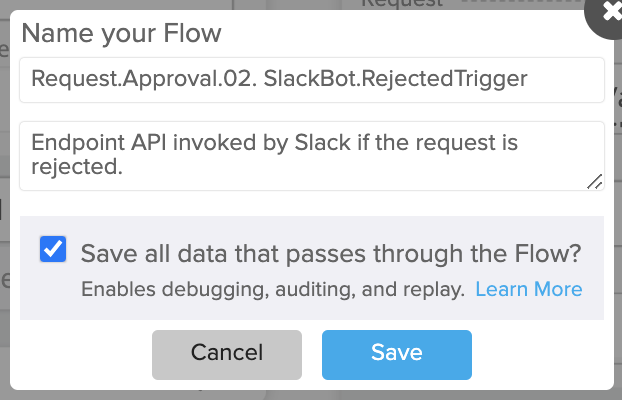 Request
Name your Flow
Request.Approval.02. SlackBot.RejectedTrigger
Endpoint API invoked by Slack if the request is
rejected.
Save all data that passes through the Flow?
Enables debugging, auditing, and replay. Learn More
Cancel
Save